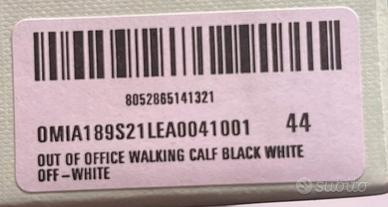 8052865141321
OMIA189S21LEA0041001 44
OUT OF OFFICE WALKING CALF BLACK WHITE
OFF-WHITE
subito